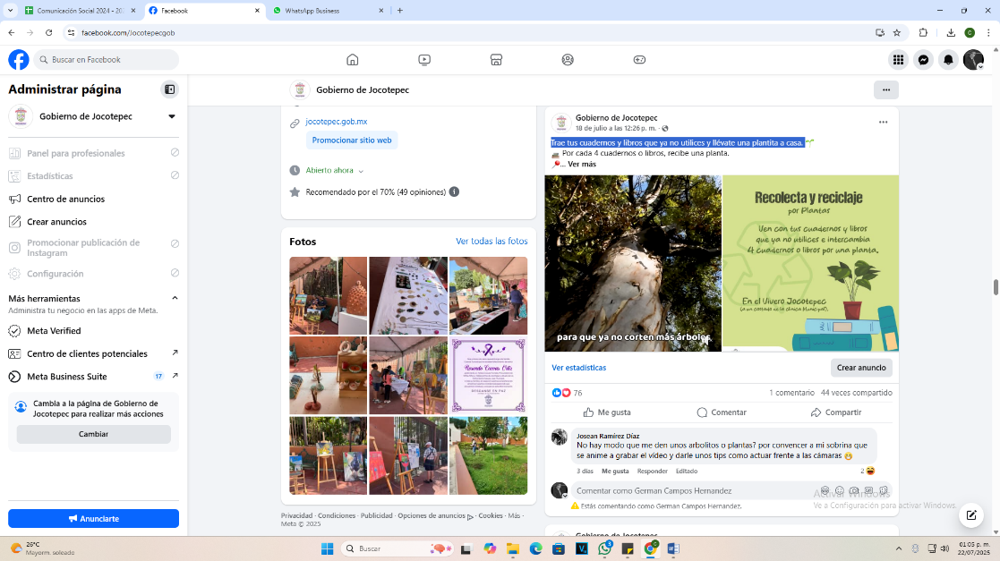 Comunicación Social 2024 - 202
Facebook
WhatsApp Business
facebook.com/Jocotepecgob
Buscar en Facebook
Administrar página
Gobierno de Jocotepec
Panel para profesionales
Estadísticas
Centro de anuncios
Crear anuncios
Promocionar publicación de
Instagram
Configuración
Más herramientas
Administra tu negocio en las apps de Meta.
Meta Verified
Centro de clientes potenciales
Meta Business Suite
17
Cambia a la página de Gobierno de
Jocotepec para realizar más acciones
Cambiar
Anunciarte
Gobierno de Jocotepec
jocotepec.gob.mx
Promocionar sitio web
Abierto ahora
Recomendado por el 70% (49 opiniones)
Fotos
Ver todas las fotos
DESCANSE EN PAZ
Privacidad · Condiciones · Publicidad · Opciones de anuncios · Cookies · Más ·
Meta © 2025
Gobierno de Jocotepec
18 de julio a las 12:26 p. m. ·
Trae tus cuadernos y libros que ya no utilices y llévate una plantita a casa.
Por cada 4 cuadernos o libros, recibe una planta.
... Ver más
para que ya no corten más árboles
Recolecta y reciclaje
por Plantas
Ven con tus cuadernos y libros
que ya no utilices e intercambia
4 cuadernos o libros por una planta.
En el Vivero Jocotepec
(a un costado de la Clínica Municipal).
Ver estadísticas
Crear anuncio
76
1 comentario
44 veces compartido
Me gusta
Comentar
Compartir
Josean Ramírez Díaz
No hay modo que me den unos arbolitos o plantas? por convencer a mi sobrina que
se anime a grabar el vídeo y darle unos tips como actuar frente a las cámaras
3 días
Me gusta
Responder
Editado
2
Comentar como German Campos Hernandez
Estás comentando como German Campos Hernandez.
Activar Windows
Ve a Configuración para activar Windows.
Gobierno de Jocotepec
26°C
Mayorm. soleado
Buscar
01:05 p. m.
22/07/2025